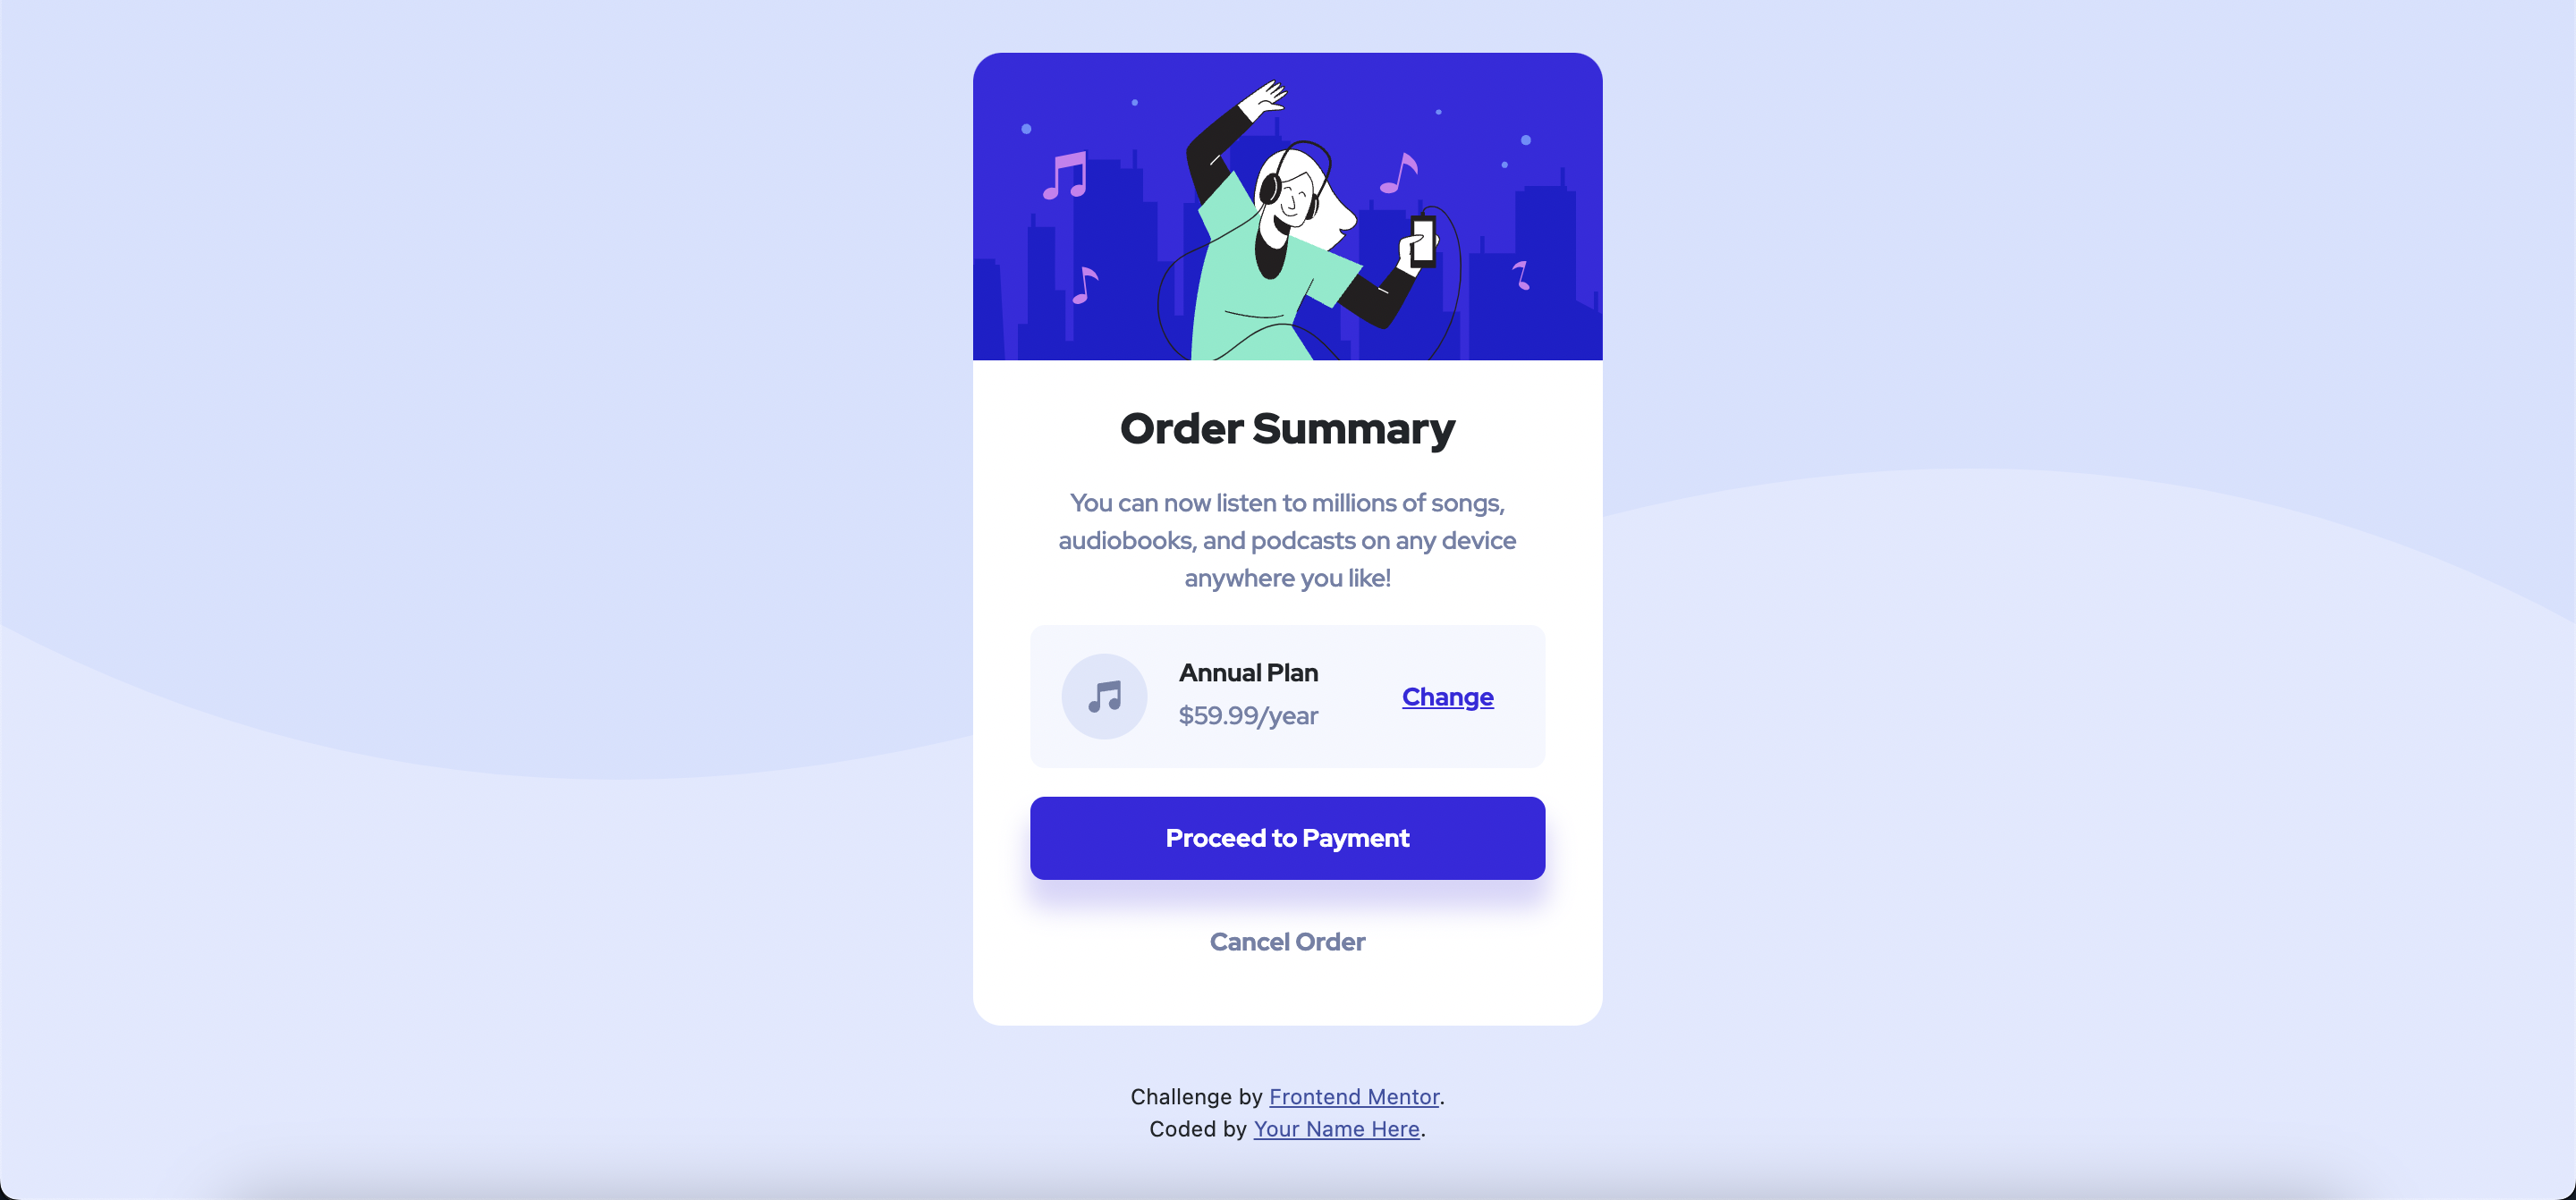 Order Summary
You can now listen to millions of songs,
audiobooks, and podcasts on any device
anywhere you like!
Annual Plan
$59.99/year
Change
Proceed to Payment
Cancel Order
Challenge by Frontend Mentor.
Coded by Your Name Here.